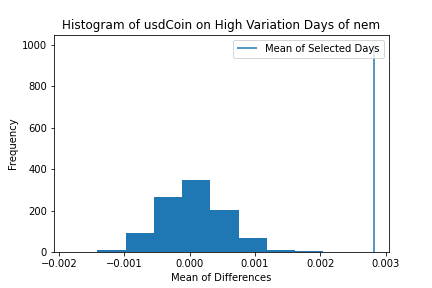 Histogram of usdCoin on High Variation Days of nem
Mean of Selected Days
Frequency
1000
800
600
400
200
0
−0.002 −0.001 0.000 0.001 0.002 0.003
Mean of Differences